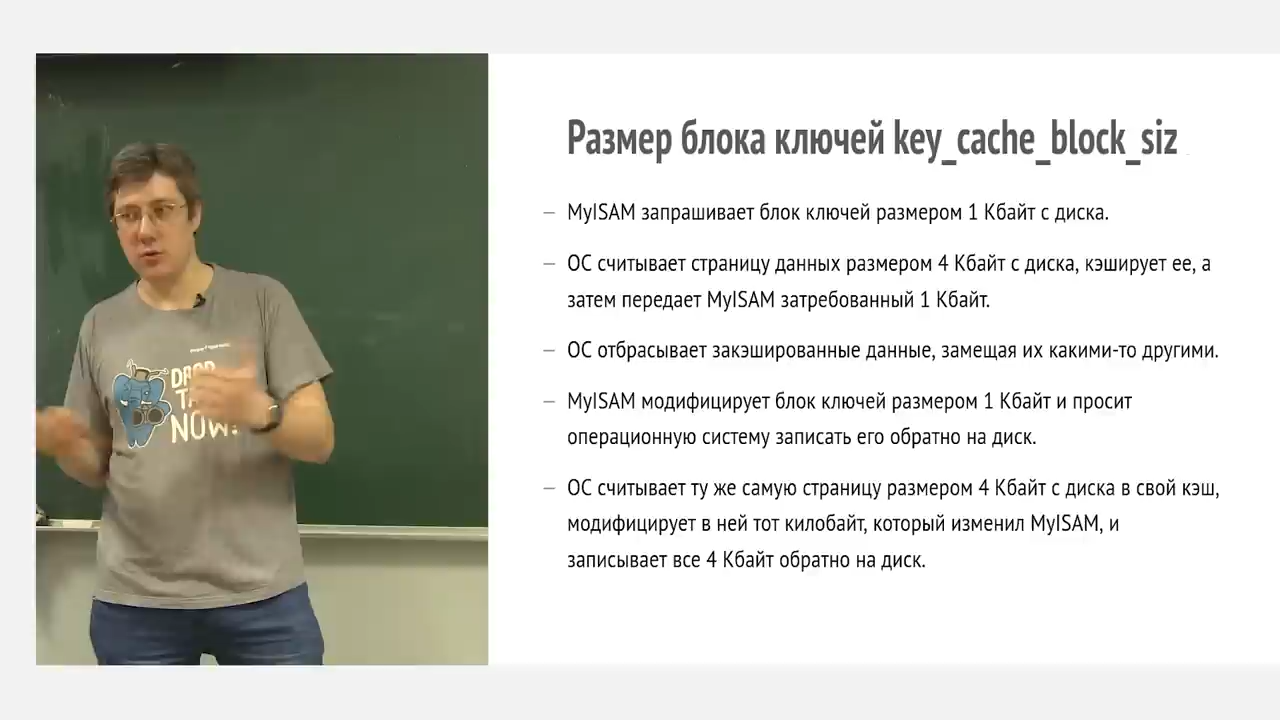 Размер блока ключей key_cache_block_siz
– MyISAM запрашивает блок ключей размером 1 Кбайт с диска.
– ОС считывает страницу данных размером 4 Кбайт с диска, кэширует ее, а
затем передает MyISAM затребованный 1 Кбайт.
– ОС отбрасывает закэшированные данные, замещая их какими-то другими.
– MyISAM модифицирует блок ключей размером 1 Кбайт и просит
операционную систему записать его обратно на диск.
– ОС считывает ту же самую страницу размером 4 Кбайт с диска в свой кэш,
модифицирует в ней тот килобайт, который изменил MyISAM, и
записывает все 4 Кбайт обратно на диск.
NOW!